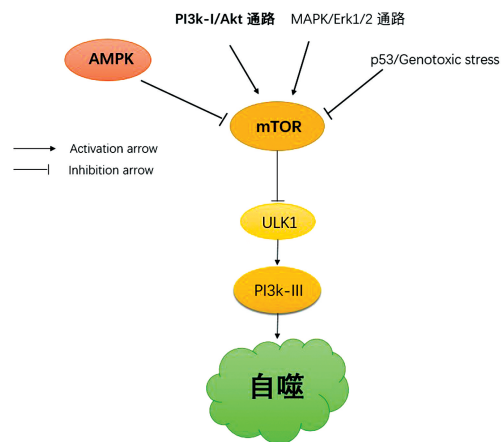 PI3k-I/Akt 通路
MAPK/Erk1/2 通路
AMPK
p53/Genotoxic stress
mTOR
Activation arrow
Inhibition arrow
ULK1
PI3k-III
自噬